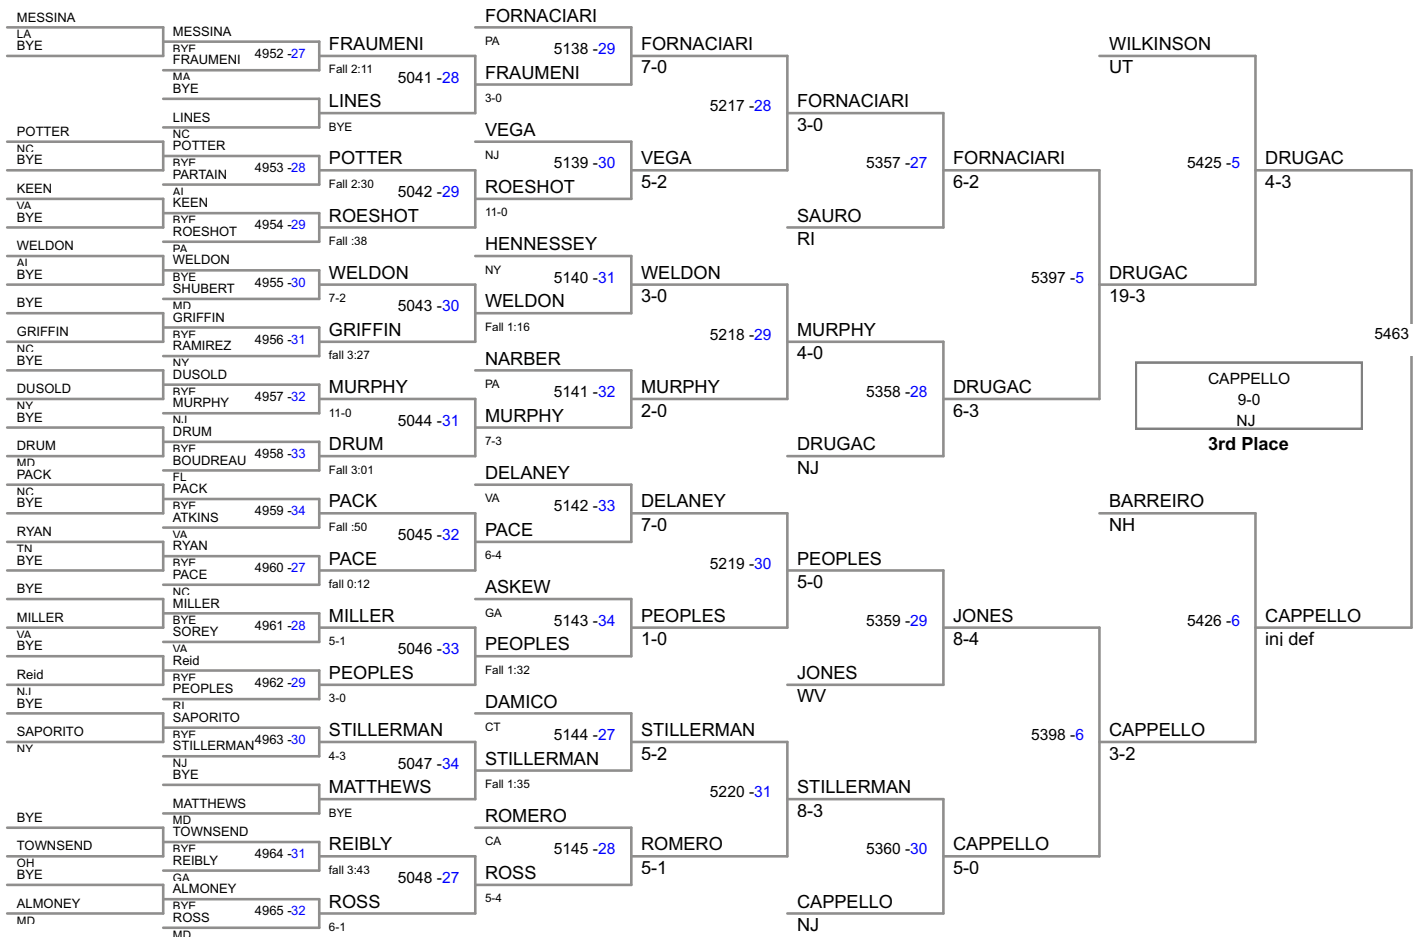 MESSINA
LA
BYE
POTTER
NC
BYE
KEEN
VA
BYE
WELDON
AL
BYE
BYE
GRIFFIN
NC
BYE
DUSOLD
NY
BYE
DRUM
MD
PACK
NC
BYE
RYAN
TN
BYE
BYE
MILLER
VA
BYE
Reid
NJ
BYE
SAPORITO
NY
BYE
TOWNSEND
OH
BYE
ALMONEY
MD
MESSINA
BYE 4952 -27
FRAUMENI
MA
BYE
LINES
NC
POTTER
BYE 4953 -28
PARTAIN
AL
KEEN
BYE 4954 -29
ROESHOT
PA
WELDON
BYE 4955 -30
SHUBERT
MD
GRIFFIN
BYE 4956 -31
RAMIREZ
NY
DUSOLD
BYE 4957 -32
MURPHY
NJ
DRUM
BYE 4958 -33
BOUDREAU
FL
PACK
BYE 4959 -34
ATKINS
VA
RYAN
BYE 4960 -27
PACE
NC
MILLER
BYE 4961 -28
SOREY
VA
Reid
BYE 4962 -29
PEOPLES
RI
SAPORITO
BYE 4963 -30
STILLERMAN
NJ
BYE
MATTHEWS
MD
TOWNSEND
BYE 4964 -31
REIBLY
GA
ALMONEY
BYE 4965 -32
ROSS
MD
FRAUMENI
Fall 2:11
5041 -28
LINES
BYE
POTTER
Fall 2:30
5042 -29
ROESHOT
Fall :38
WELDON
7-2
5043 -30
GRIFFIN
fall 3:27
MURPHY
11-0
5044 -31
DRUM
Fall 3:01
PACK
Fall :50
5045 -32
PACE
fall 0:12
MILLER
5-1
5046 -33
PEOPLES
3-0
STILLERMAN
4-3
5047 -34
MATTHEWS
BYE
REIBLY
fall 3:43
5048 -27
ROSS
6-1
FORNACIARI
PA
5138 -29
FRAUMENI
3-0
VEGA
NJ
5139 -30
ROESHOT
11-0
HENNESSEY
NY
5140 -31
WELDON
Fall 1:16
NARBER
PA
5141 -32
MURPHY
7-3
DELANEY
VA
5142 -33
PACE
6-4
ASKEW
GA
5143 -34
PEOPLES
Fall 1:32
DAMICO
CT
5144 -27
STILLERMAN
Fall 1:35
ROMERO
CA
5145 -28
ROSS
5-4
FORNACIARI
7-0
5217 -28
VEGA
5-2
WELDON
3-0
5218 -29
MURPHY
2-0
DELANEY
7-0
5219 -30
PEOPLES
1-0
STILLERMAN
5-2
5220 -31
ROMERO
5-1
FORNACIARI
3-0
5357 -27
SAURO
RI
MURPHY
4-0
5358 -28
DRUGAC
NJ
PEOPLES
5-0
5359 -29
JONES
WV
STILLERMAN
8-3
5360 -30
CAPPELLO
NJ
FORNACIARI
6-2
5397 -5
DRUGAC
6-3
JONES
8-4
5398 -6
CAPPELLO
5-0
WILKINSON
UT
5425 -5
DRUGAC
19-3
BARREIRO
NH
5426 -6
CAPPELLO
3-2
DRUGAC
4-3
5463
CAPPELLO
inj def
CAPPELLO
9-0
NJ
3rd Place